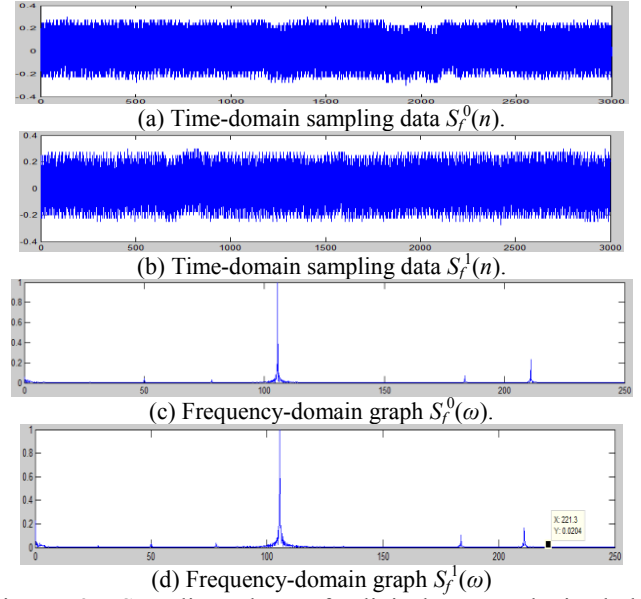 0.4
0.2
0
-0.2
-0.4
0 500 1000 1500 2000 2500 3000
(a) Time-domain sampling data S_f^0(n).
0.4
0.2
0
-0.2
-0.4
0 500 1000 1500 2000 2500 3000
(b) Time-domain sampling data S_f^1(n).
1
0.8
0.6
0.4
0.2
0
0 50 100 150 200 250
(c) Frequency-domain graph S_f^0(ω).
1
0.8
0.6
0.4
0.2
0
X: 221.3
Y: 0.0204
0 50 100 150 200 250
(d) Frequency-domain graph S_f^1(ω)